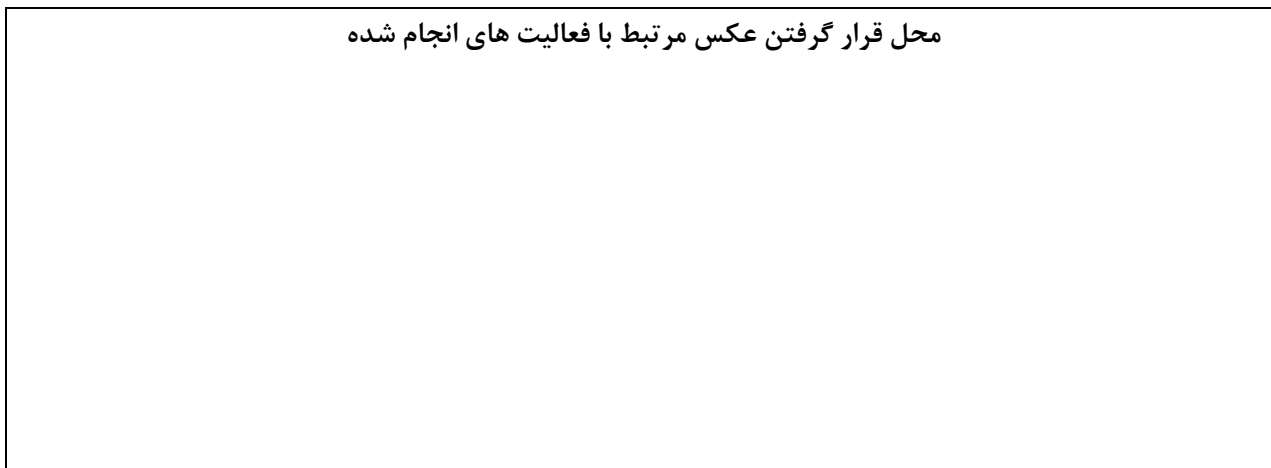 محل قرار گرفتن عکس مرتبط با فعالیت های انجام شده